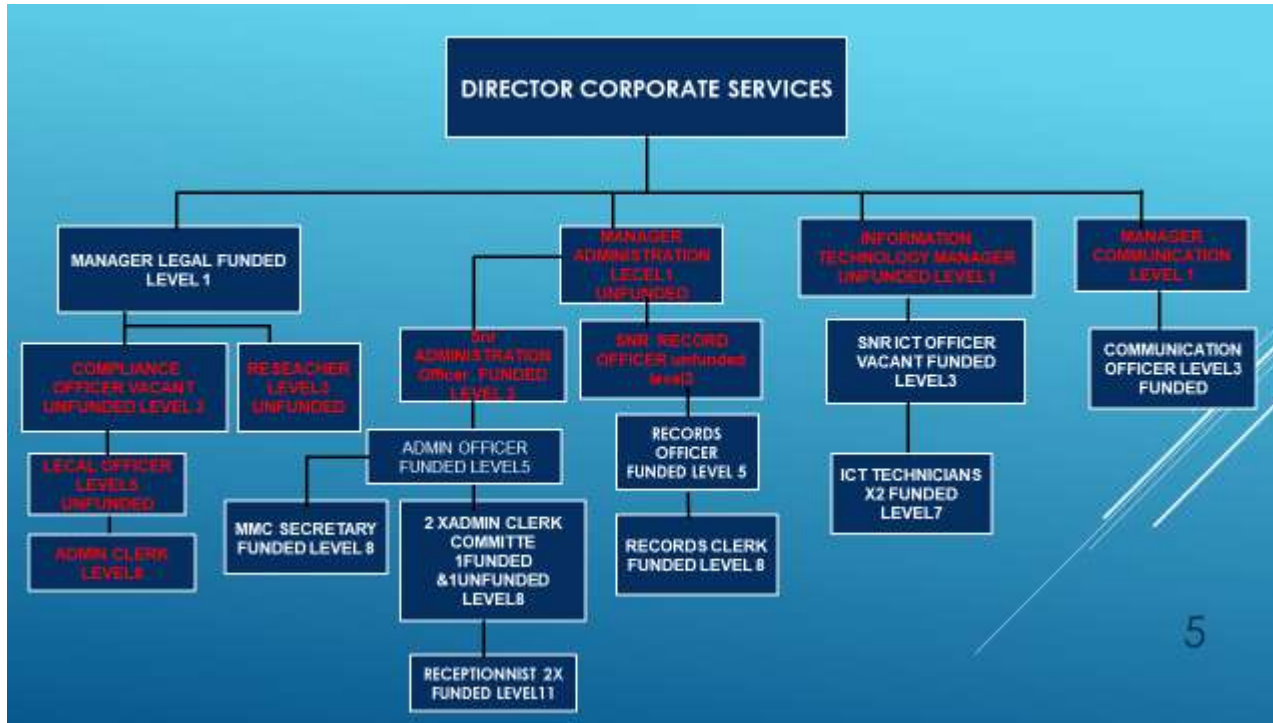 DIRECTOR CORPORATE SERVICES
MANAGER LEGAL FUNDED
LEVEL 1
MANAGER
ADMINISTRATION
LECEL1
UNFUNDED
INFORMATION
TECHNOLOGY MANAGER
UNFUNDED LEVEL 1
MANAGER
COMMUNICATION
LEVEL 1
COMPLIANCE
OFFICER VACANT
UNFUNDED LEVEL 3
RESEACHER
LEVEL3
UNFUNDED
Snr
ADMINISTRATION
Officer FUNDED
LEVEL
SNR RECORD
OFFICER unfunded
SNR ICT OFFICER
VACANT FUNDED
LEVEL3
COMMUNICATION
OFFICER LEVEL3
FUNDED
LEGAL OFFICER
LEVEL5
UNFUNDED
ADMIN OFFICER
FUNDED LEVEL5
RECORDS
OFFICER
FUNDED LEVEL 5
ICT TECHNICIANS
X2 FUNDED
LEVEL7
ADMIN CLERK
LEVEL8
MMC SECRETARY
FUNDED LEVEL 8
2 XADMIN CLERK
COMMITTE
1FUNDED
&1UNFUNDED
LEVEL8
RECORDS CLERK
FUNDED LEVEL 8
RECEPTIONNIST 2X
FUNDED LEVEL11
5